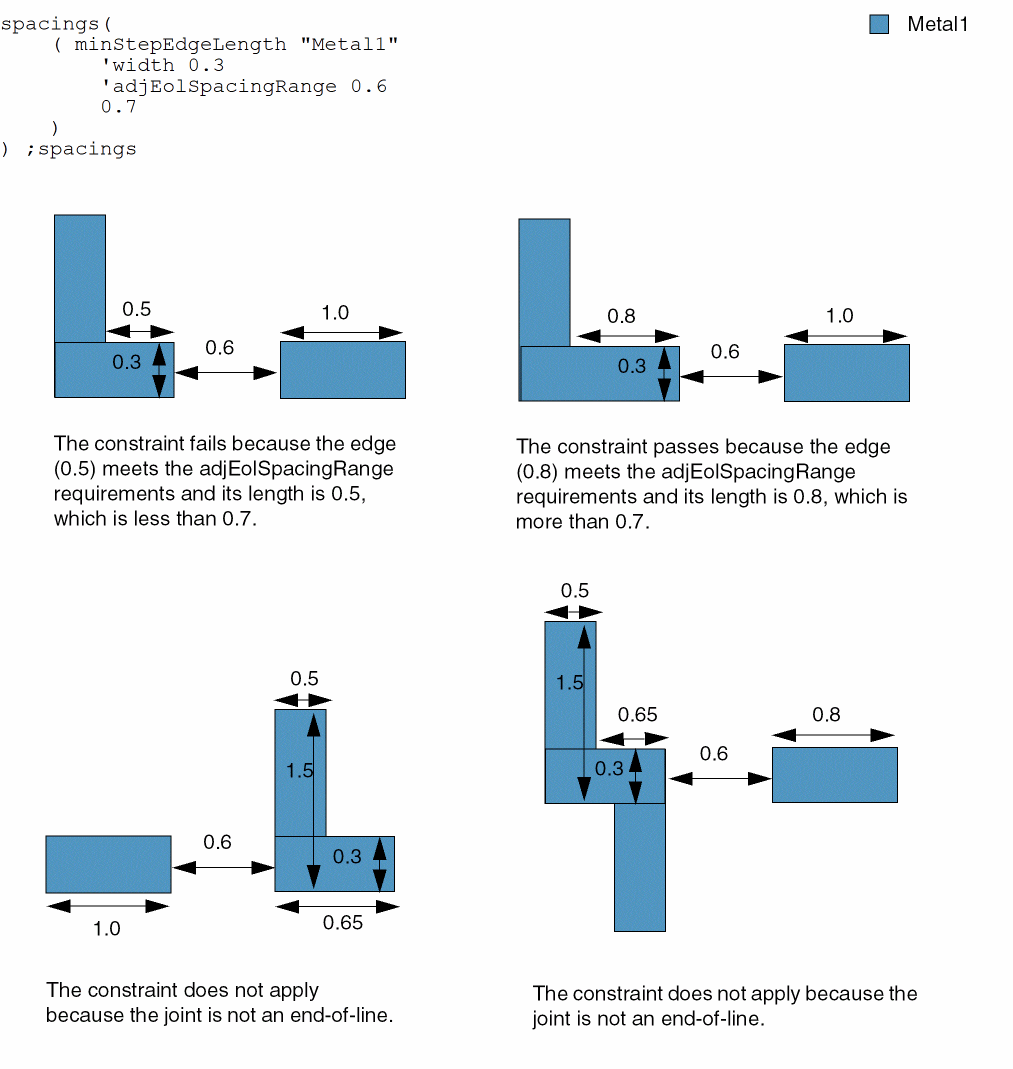 spacings(
( minStepEdgeLength "Metal1"
'width 0.3
'adjEolSpacingRange 0.6
0.7
)
) ;spacings
Metal1
0.5
1.0
0.6
0.3
The constraint fails because the edge
(0.5) meets the adjEolSpacingRange
requirements and its length is 0.5,
which is less than 0.7.
0.8
1.0
0.6
0.3
The constraint passes because the edge
(0.8) meets the adjEolSpacingRange
requirements and its length is 0.8, which is
more than 0.7.
0.5
1.5
0.6
0.3
1.0
0.65
The constraint does not apply
because the joint is not an end-of-line.
0.5
1.5
0.65
0.8
0.6
0.3
The constraint does not apply because the
joint is not an end-of-line.